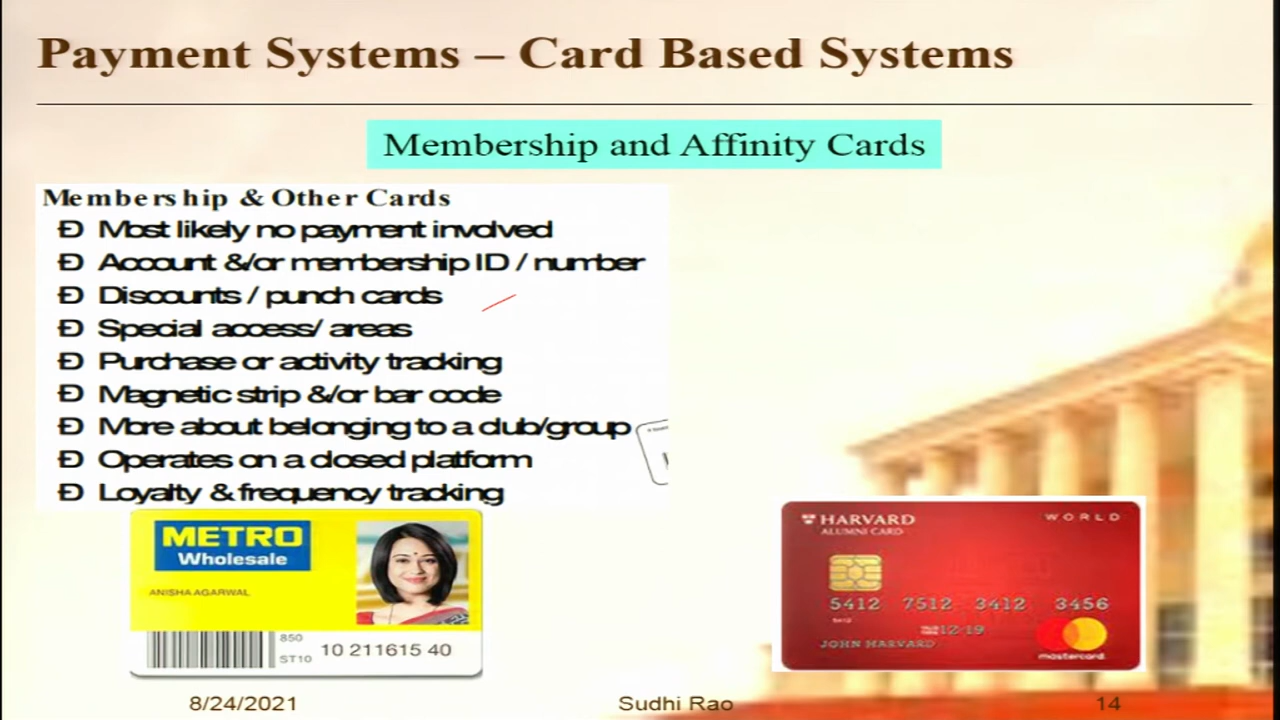 Payment Systems – Card Based Systems
Membership and Affinity Cards
Membership & Other Cards
Ð Most likely no payment involved
Ð Account &/or membership ID / number
Ð Discounts / punch cards
Ð Special access/ areas
Ð Purchase or activity tracking
Ð Magnetic strip &/or bar code
Ð More about belonging to a club/group
Ð Operates on a closed platform
Ð Loyalty & frequency tracking
METRO
Wholesale
ANISHA AGARWAL
850
ST10
10 211615 40
HARVARD
ALUMNI CARD
WORLD
5412 7512 3412 3456
5412
12-19
JOHN HARVARD
mastercard
8/24/2021
Sudhi Rao
14